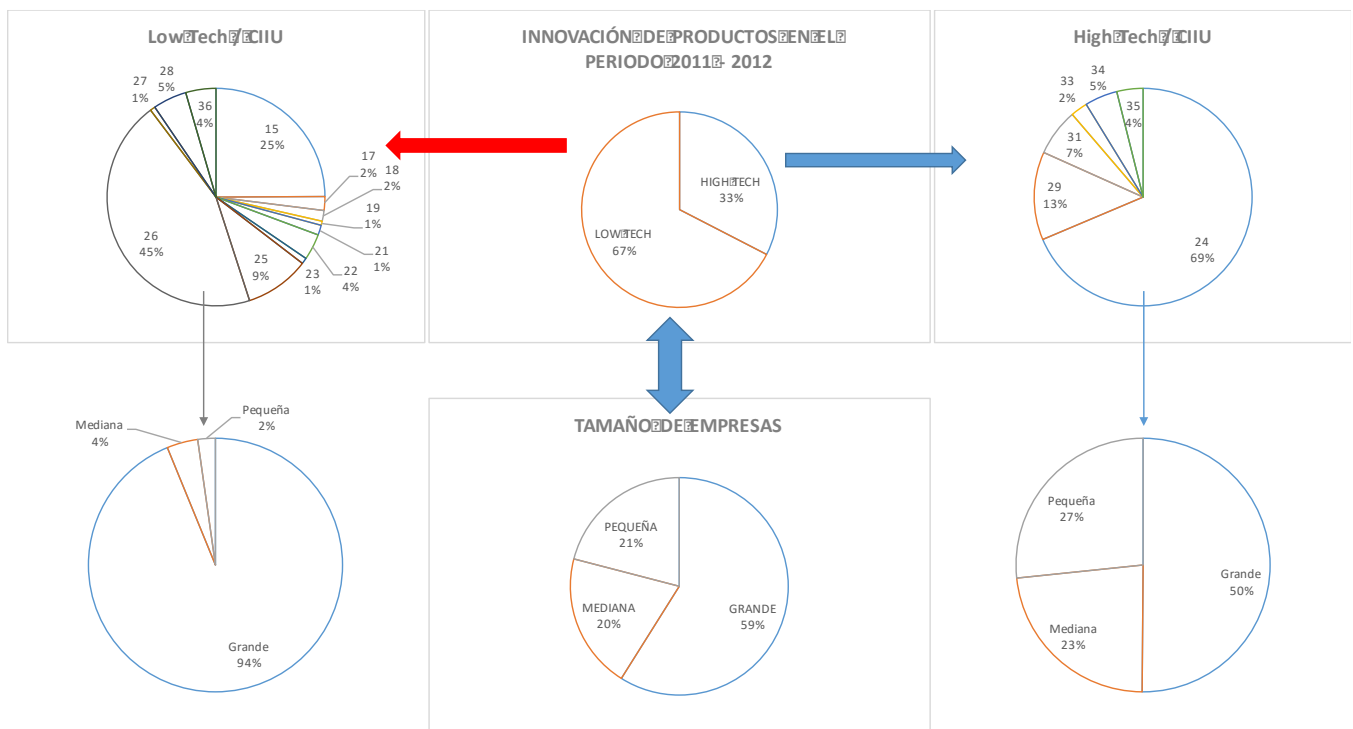 Low Tech / CIIU
27
1%
28
5%
36
4%
15
25%
17
2%
18
2%
19
1%
21
1%
22
4%
23
1%
25
9%
26
45%
INNOVACIÓN DE PRODUCTOS EN EL
PERIODO 2011 - 2012
HIGH TECH
33%
LOW TECH
67%
High Tech / CIIU
33
2%
34
5%
35
4%
31
7%
29
13%
24
69%
Mediana
4%
Pequeña
2%
Grande
94%
TAMAÑO DE EMPRESAS
PEQUEÑA
21%
MEDIANA
20%
GRANDE
59%
Pequeña
27%
Mediana
23%
Grande
50%